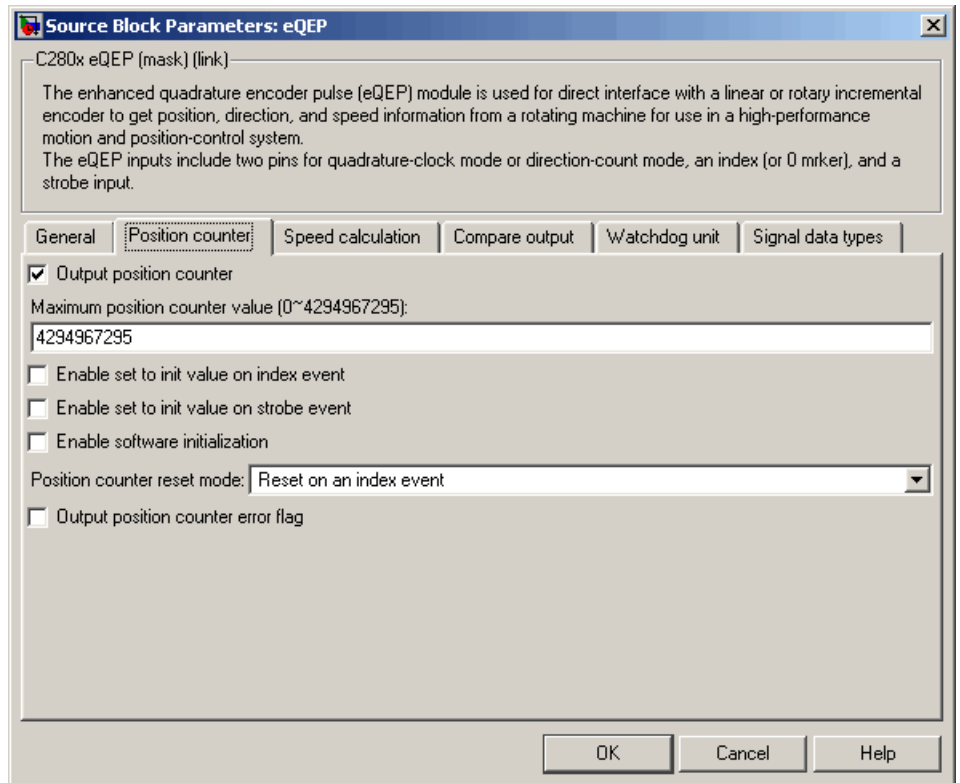 Source Block Parameters: eQEP
C280x eQEP (mask) (link)
The enhanced quadrature encoder pulse (eQEP) module is used for direct interface with a linear or rotary incremental
encoder to get position, direction, and speed information from a rotating machine for use in a high-performance
motion and position-control system.
The eQEP inputs include two pins for quadrature-clock mode or direction-count mode, an index (or 0 mrker), and a
strobe input.
General Position counter Speed calculation Compare output Watchdog unit Signal data types
Output position counter
Maximum position counter value (0~4294967295):
4294967295
Enable set to init value on index event
Enable set to init value on strobe event
Enable software initialization
Position counter reset mode: Reset on an index event
Output position counter error flag
OK Cancel Help